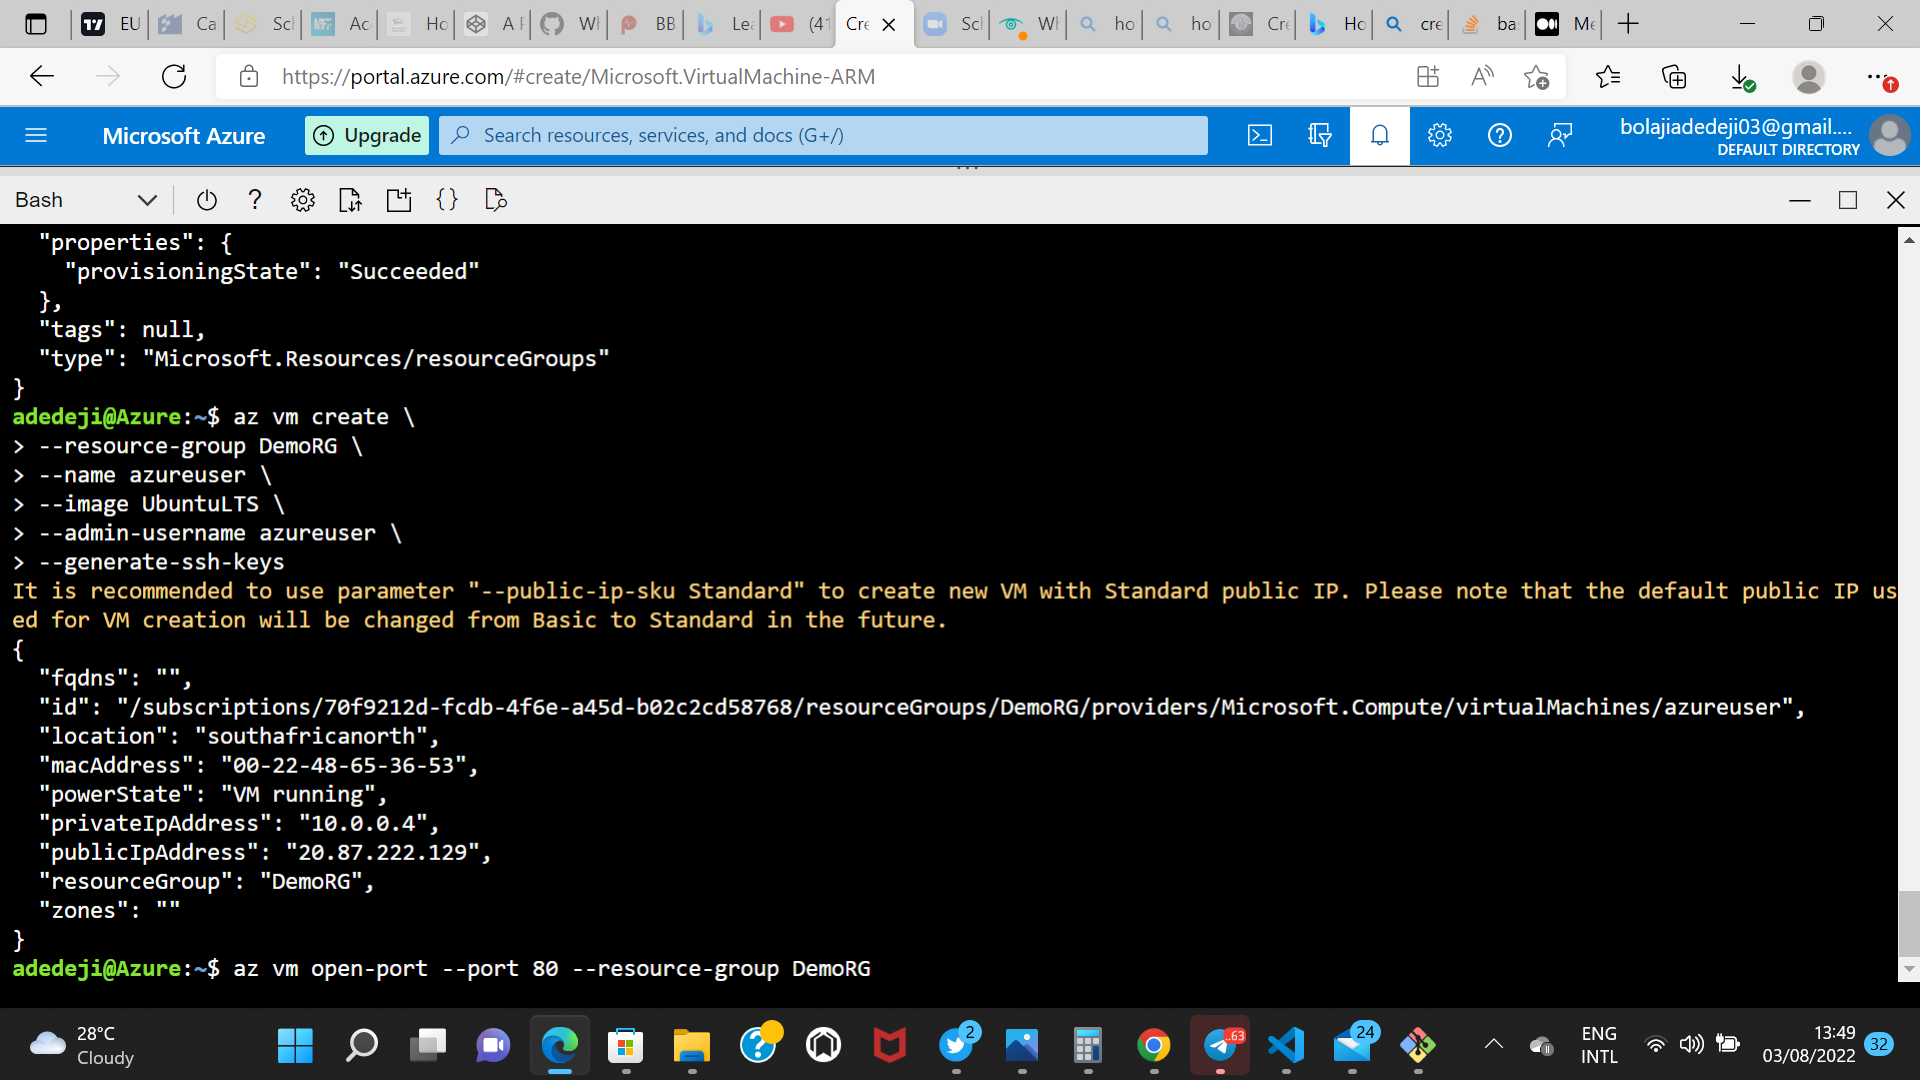 EU
Ca
Sch
Ac
Ho
A F
Wh
BB
Lea
(41
Cre
Sch
Wh
ho
ho
Cre
Ho
cre
ba
Me
https://portal.azure.com/#create/Microsoft.VirtualMachine-ARM
Microsoft Azure
Upgrade
Search resources, services, and docs (G+/)
bolajiadedeji03@gmail....
DEFAULT DIRECTORY
Bash
"properties": {
"provisioningState": "Succeeded"
},
"tags": null,
"type": "Microsoft.Resources/resourceGroups"
}
adedeji@Azure:~$ az vm create \
> --resource-group DemoRG \
> --name azureuser \
> --image UbuntuLTS \
> --admin-username azureuser \
> --generate-ssh-keys
It is recommended to use parameter "--public-ip-sku Standard" to create new VM with Standard public IP. Please note that the default public IP us
ed for VM creation will be changed from Basic to Standard in the future.
{
"fqdns": "",
"id": "/subscriptions/70f9212d-fcdb-4f6e-a45d-b02c2cd58768/resourceGroups/DemoRG/providers/Microsoft.Compute/virtualMachines/azureuser",
"location": "southafricanorth",
"macAddress": "00-22-48-65-36-53",
"powerState": "VM running",
"privateIpAddress": "10.0.0.4",
"publicIpAddress": "20.87.222.129",
"resourceGroup": "DemoRG",
"zones": ""
}
adedeji@Azure:~$ az vm open-port --port 80 --resource-group DemoRG
28°C
Cloudy
2
..63
24
ENG
INTL
13:49
03/08/2022
32